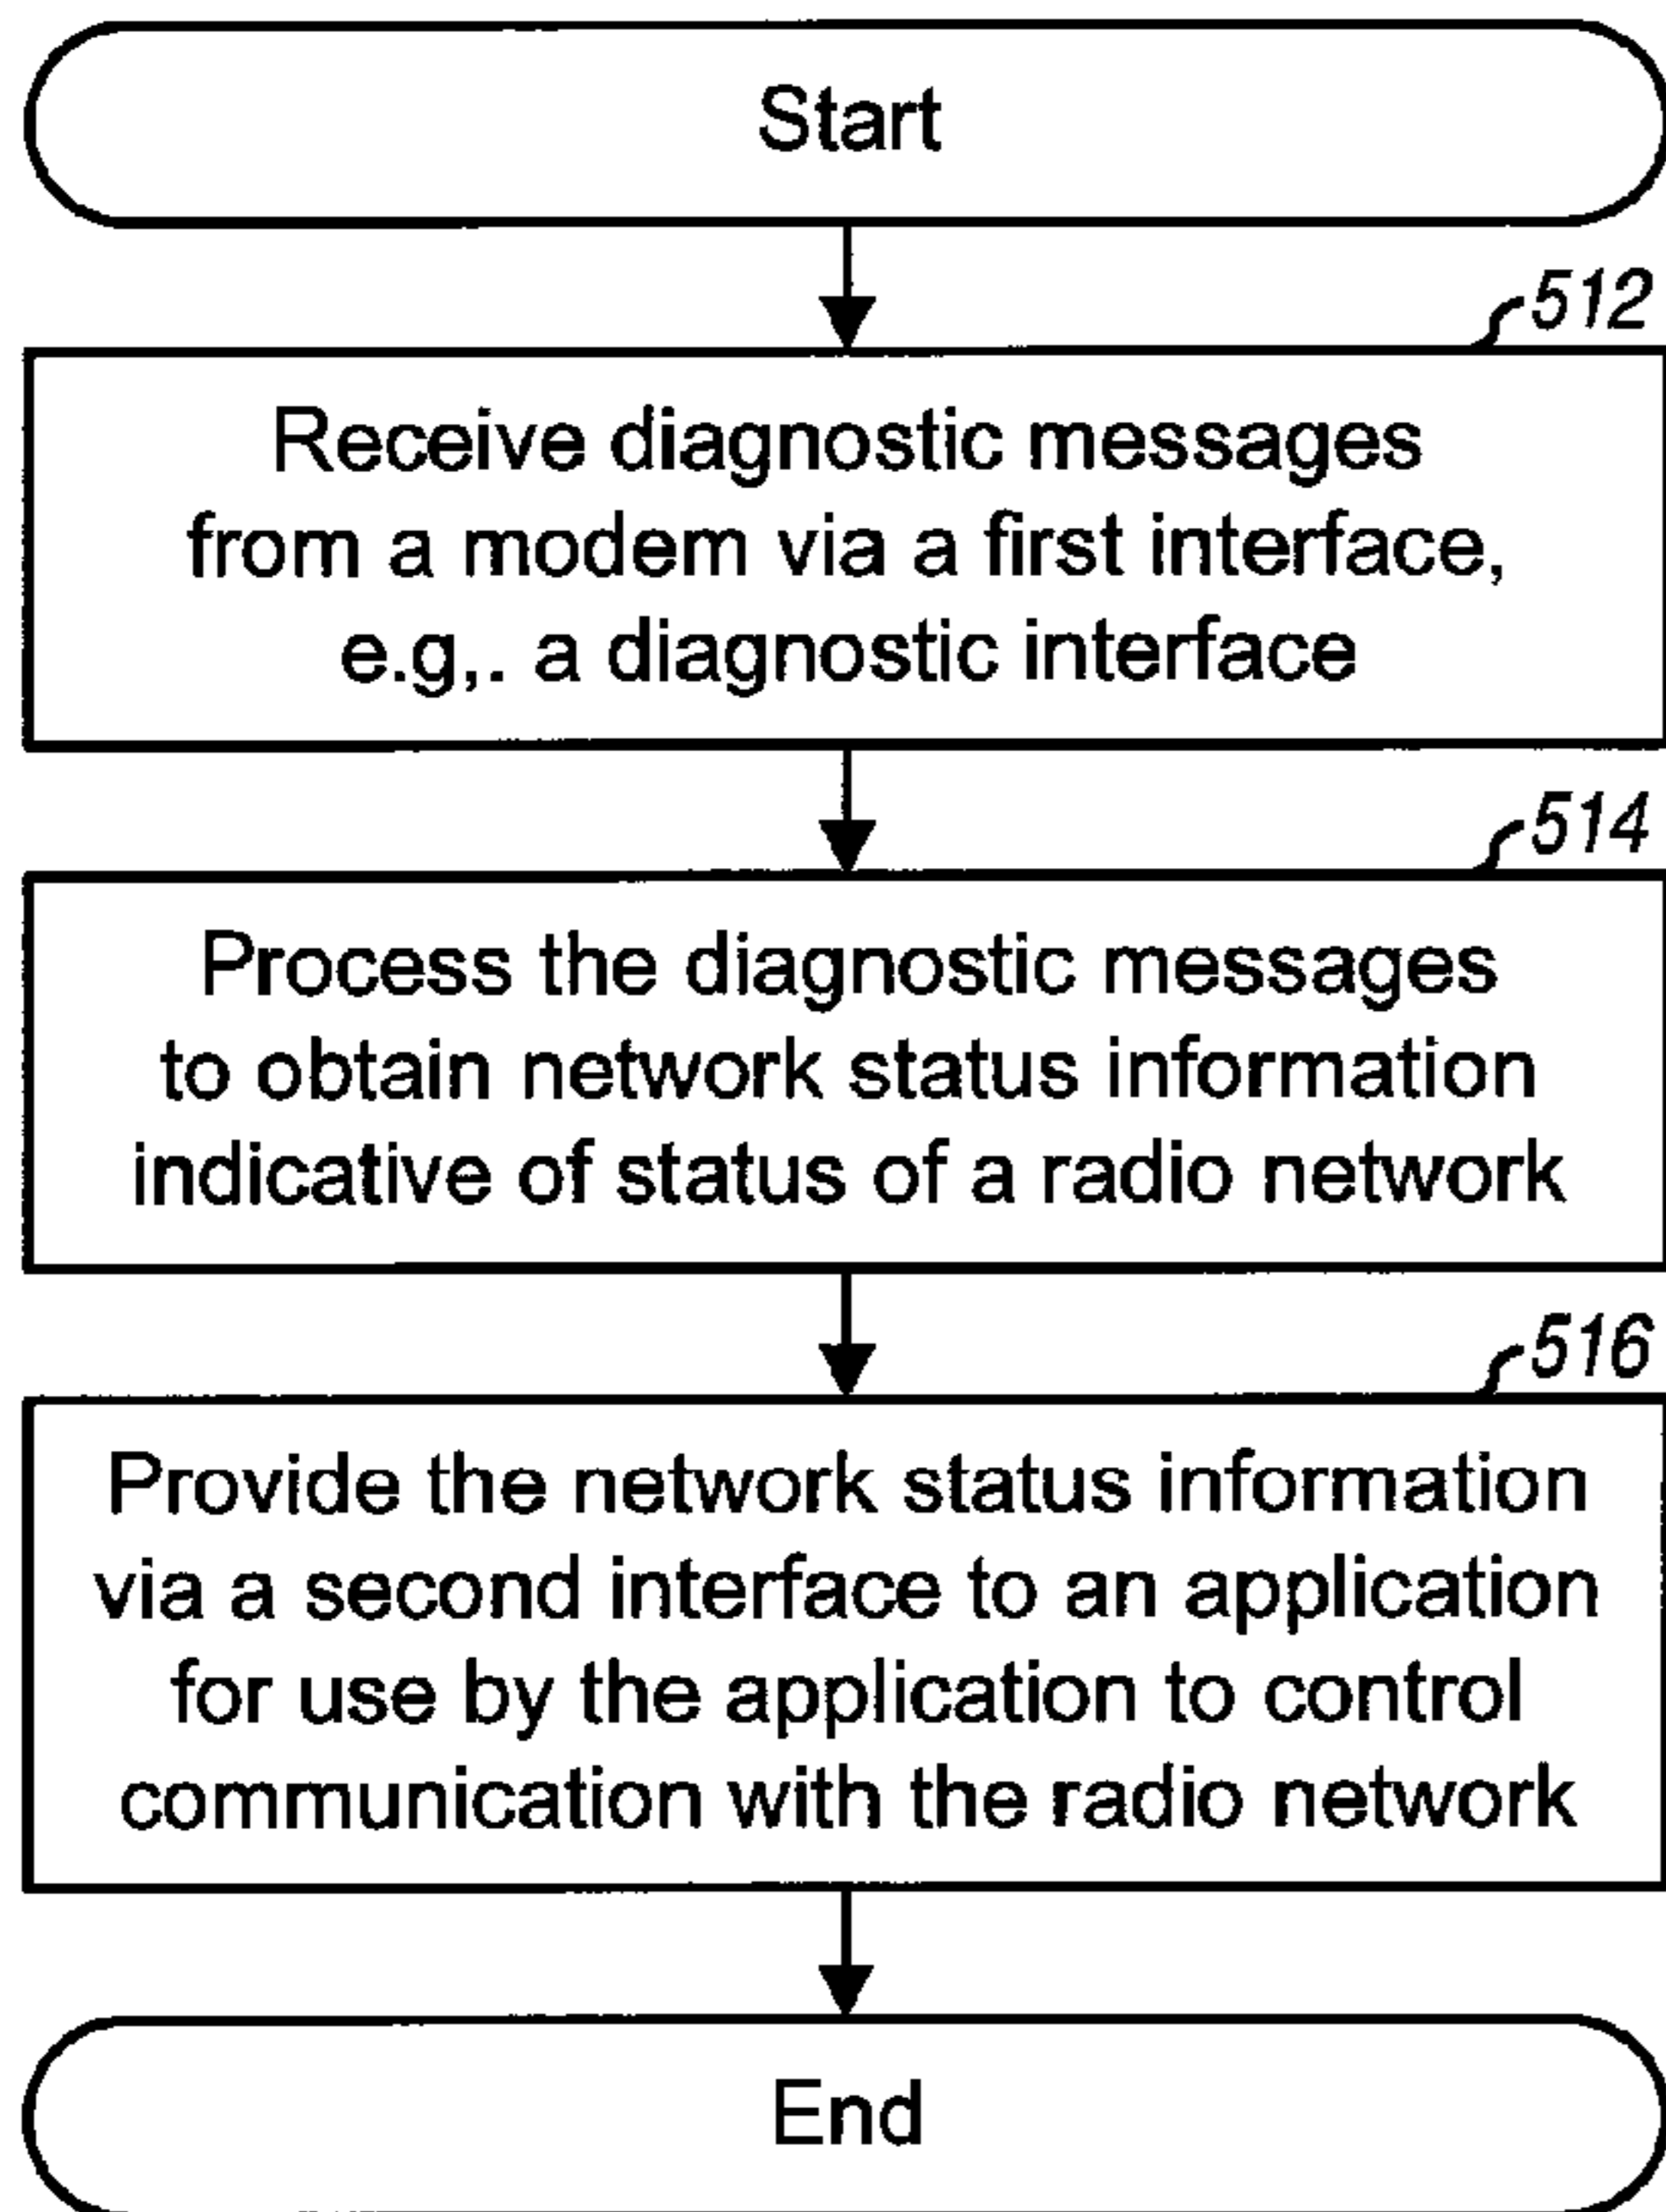 Start
512
Receive diagnostic messages
from a modem via a first interface,
e.g,. a diagnostic interface
514
Process the diagnostic messages
to obtain network status information
indicative of status of a radio network
516
Provide the network status information
via a second interface to an application
for use by the application to control
communication with the radio network
End